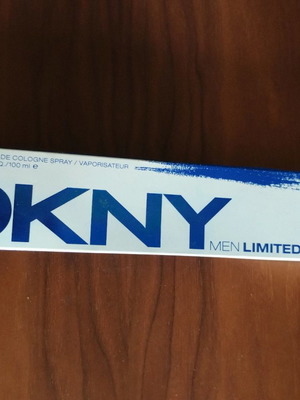 DE COLOGNE SPRAY / VAPORISATEUR
/100 ml e
DKNY
MEN LIMITED